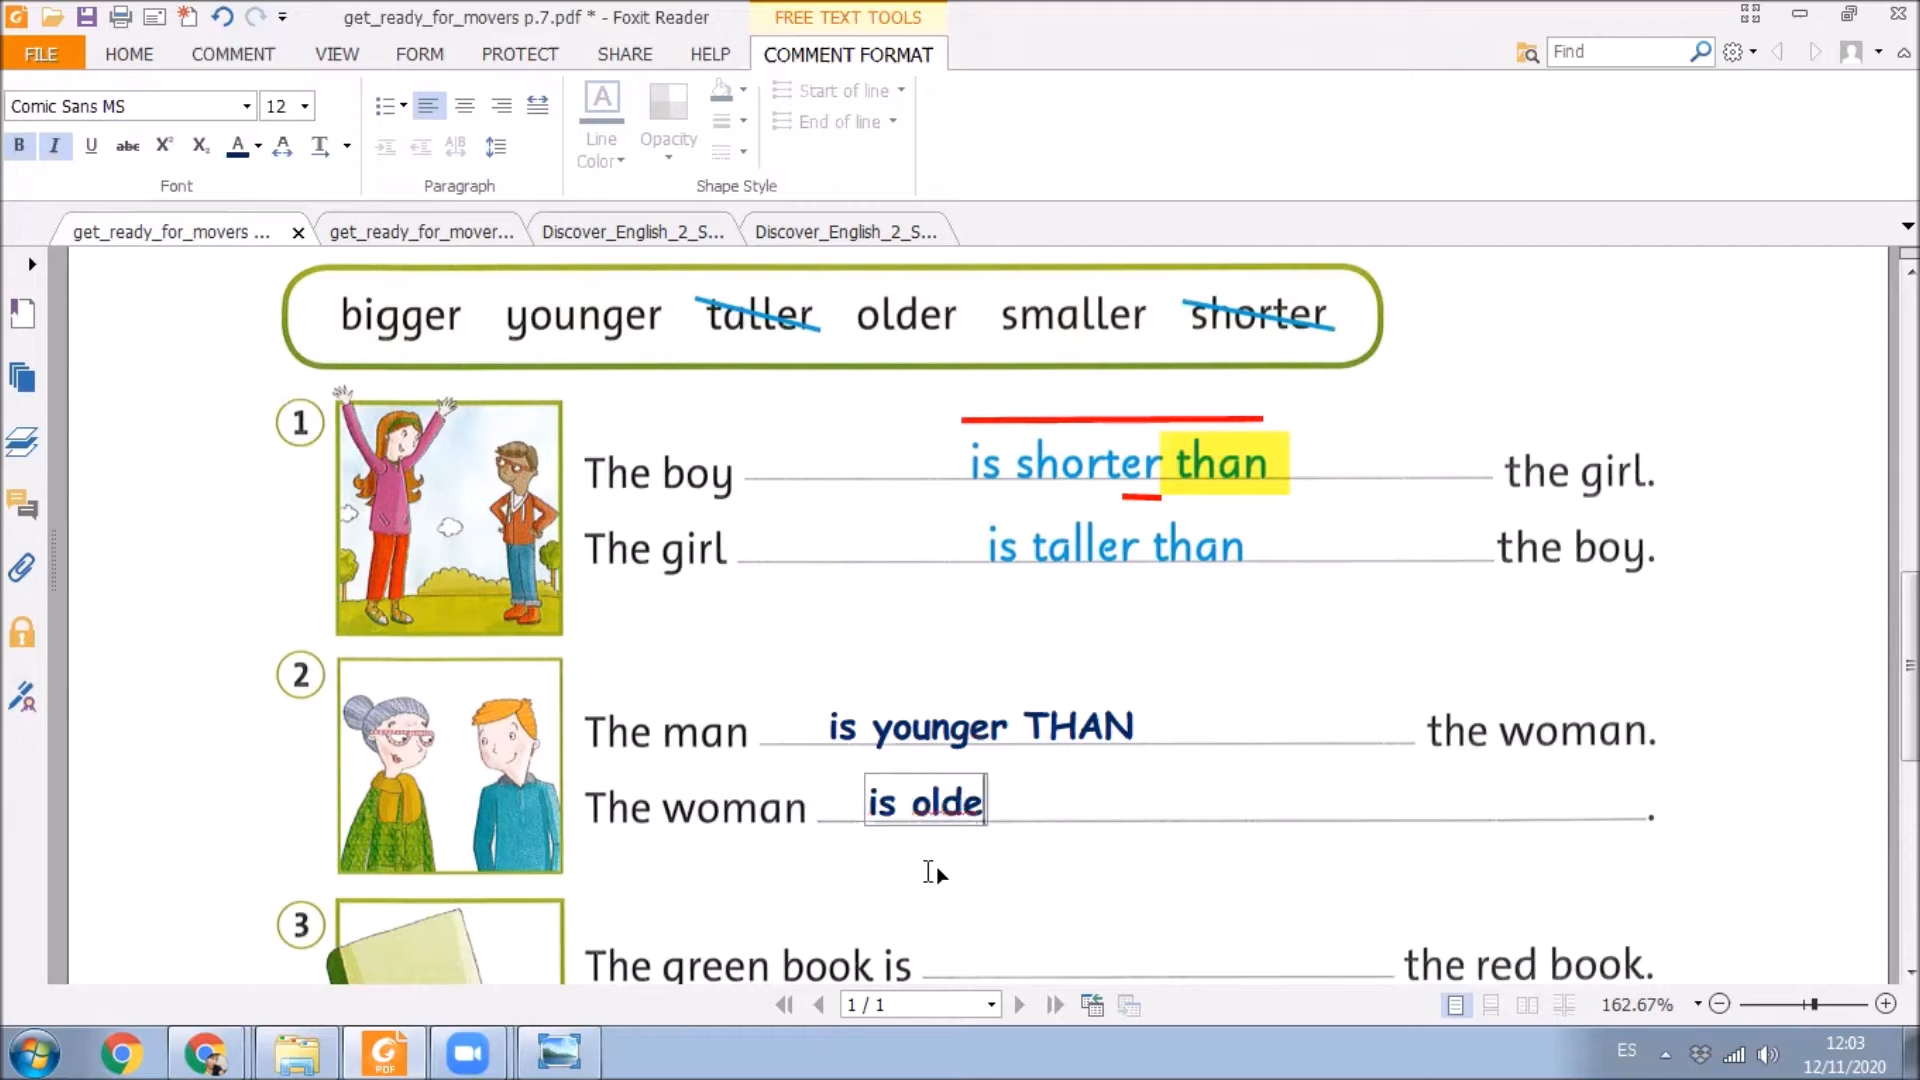 get_ready_for_movers p.7.pdf * - Foxit Reader
FREE TEXT TOOLS
FILE HOME COMMENT VIEW FORM PROTECT SHARE HELP COMMENT FORMAT
Find
Comic Sans MS 12
Start of line
End of line
Line Color
Opacity
B I U abc X² X₂ A A T
Font
Paragraph
Shape Style
get_ready_for_movers ... get_ready_for_mover... Discover_English_2_S... Discover_English_2_S...
bigger younger taller older smaller shorter
1
The boy is shorter than the girl.
The girl is taller than the boy.
2
The man is younger THAN the woman.
The woman is olde .
3
The green book is the red book.
1 / 1
162.67%
PDF
ES
12:03
12/11/2020